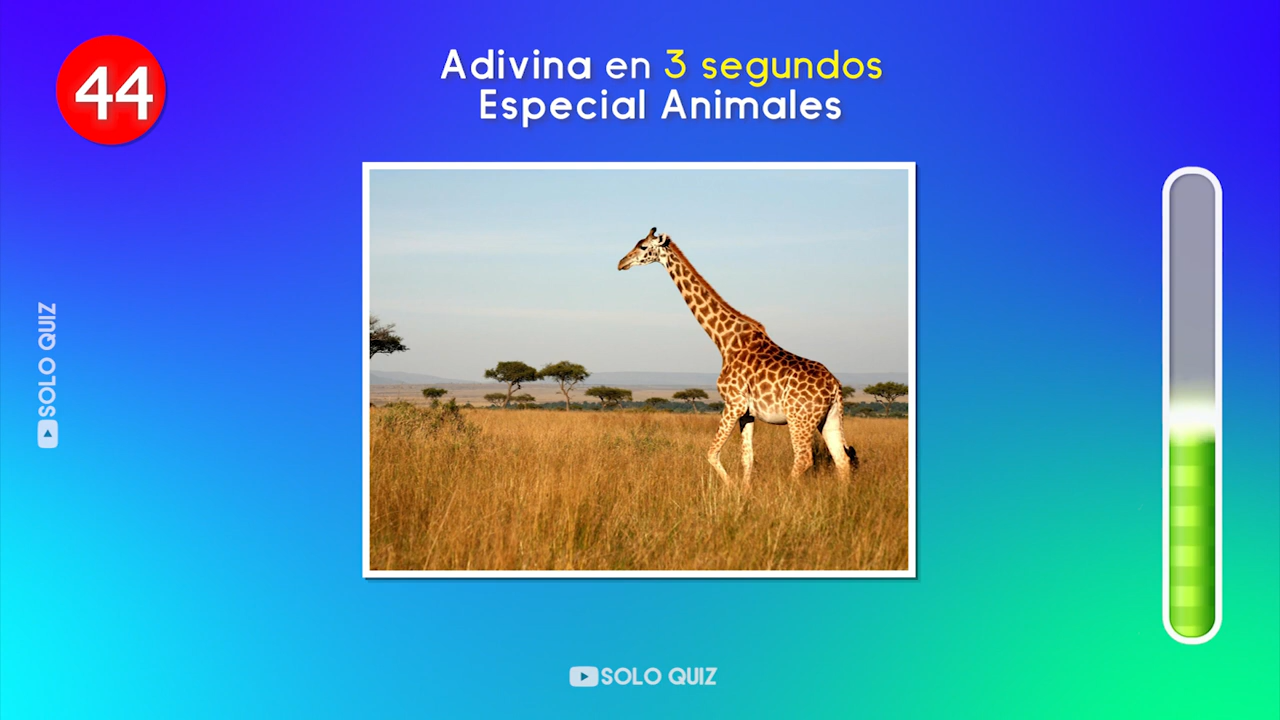 44
Adivina en 3 segundos
Especial Animales
SOLO QUIZ
SOLO QUIZ